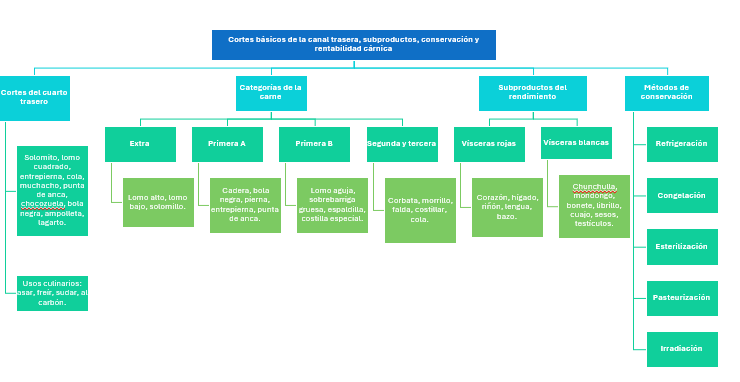 Cortes básicos de la canal trasera, subproductos, conservación y
rentabilidad cárnica
Cortes del cuarto
trasero
Categorías de la
carne
Subproductos del
rendimiento
Métodos de
conservación
Extra
Primera A
Primera B
Segunda y tercera
Vísceras rojas
Vísceras blancas
Refrigeración
Solomito, lomo
cuadrado,
entrepierna, cola,
muchacho, punta
de anca,
chocozuela, bola
negra, ampolleta,
lagarto.
Lomo alto, lomo
bajo, solomillo.
Cadera, bola
negra, pierna,
entrepierna, punta
de anca.
Lomo aguja,
sobrebarriga
gruesa, espaldilla,
costilla especial.
Corbata, morrillo,
falda, costillar,
cola.
Corazón, hígado,
riñón, lengua,
bazo.
Chunchulla,
mondongo,
bonete, librillo,
cuajo, sesos,
testículos.
Congelación
Esterilización
Usos culinarios:
asar, freír, sudar, al
carbón.
Pasteurización
Irradiación